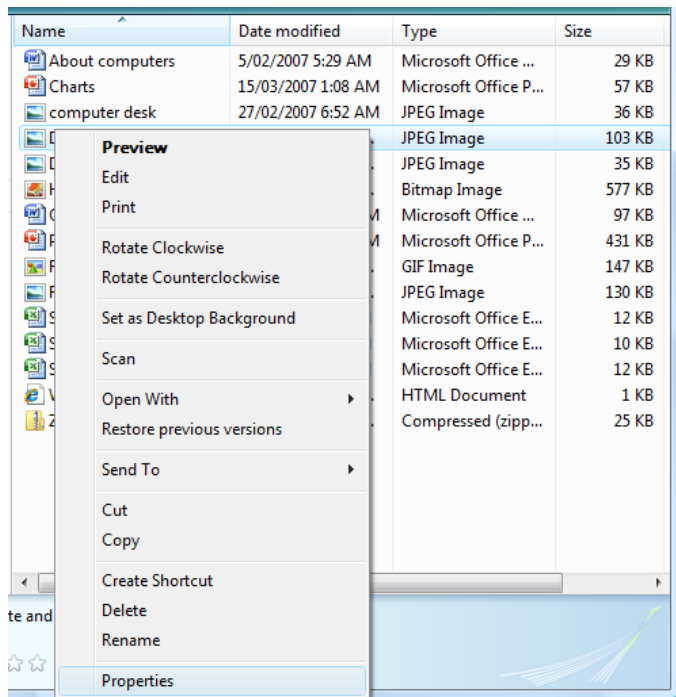 Name Date modified Type Size
About computers 5/02/2007 5:29 AM Microsoft Office ... 29 KB
Charts 15/03/2007 1:08 AM Microsoft Office P... 57 KB
computer desk 27/02/2007 6:52 AM JPEG Image 36 KB
JPEG Image 103 KB
JPEG Image 35 KB
Bitmap Image 577 KB
Microsoft Office ... 97 KB
Microsoft Office P... 431 KB
GIF Image 147 KB
JPEG Image 130 KB
Microsoft Office E... 12 KB
Microsoft Office E... 10 KB
Microsoft Office E... 12 KB
HTML Document 1 KB
Compressed (zipp... 25 KB
Preview
Edit
Print
Rotate Clockwise
Rotate Counterclockwise
Set as Desktop Background
Scan
Open With
Restore previous versions
Send To
Cut
Copy
Create Shortcut
Delete
Rename
Properties
te and